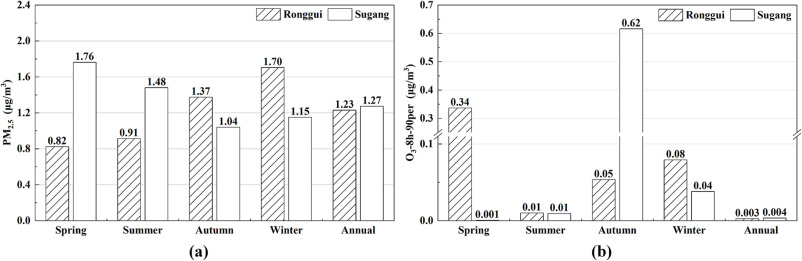 Ronggui Sugang
PM2.5 (μg/m³)
2.4
2.0
1.6
1.2
0.8
0.4
0.0
0.82 1.76 0.91 1.48 1.37 1.04 1.70 1.15 1.23 1.27
Spring Summer Autumn Winter Annual
(a)
Ronggui Sugang
O3-8h-90per (μg/m³)
0.7
0.6
0.5
0.4
0.3
0.1
0.0
0.34 0.001 0.01 0.01 0.05 0.62 0.08 0.04 0.003 0.004
Spring Summer Autumn Winter Annual
(b)